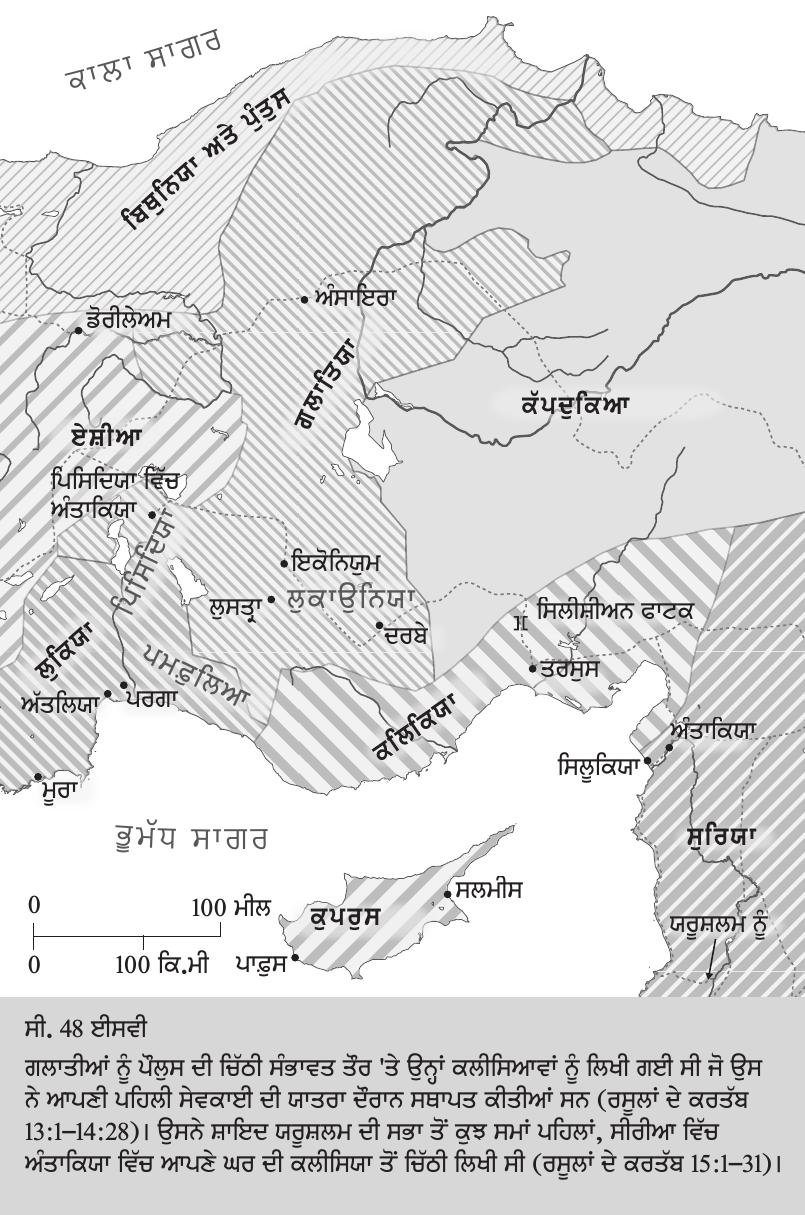 ਕਾਲਾ ਸਾਗਰ
ਬਿਥੁਨਿਯਾ ਅਤੇ ਪੁੰਤੁਸ
ਅੰਸਾਇਰਾ
ਡੋਰੀਲੇਅਮ
ਗਲਾਤਿਯਾ
ਕੱਪਦੁਕਿਆ
ਏਸ਼ੀਆ
ਪਿਸਿਦਿਯਾ ਵਿੱਚ
ਅੰਤਾਕਿਯਾ
ਪਿਸਿਦਿਯਾ
ਇਕੋਨਿਯੁਮ
ਲੁਸਤ੍ਰਾ
ਲੁਕਾਉਨਿਯਾ
ਦਰਬੇ
ਸਿਲੀਸ਼ੀਅਨ ਫਾਟਕ
ਤਰਸੁਸ
ਲੁਕਿਯਾ
ਪਮਫ਼ੁਲਿਆ
ਅੱਤਲਿਯਾ
ਪਰਗਾ
ਕਲਿਕਿਯਾ
ਅੰਤਾਕਿਯਾ
ਸਿਲੂਕਿਯਾ
ਮੂਰਾ
ਭੂਮੱਧ ਸਾਗਰ
ਸੁਰਿਯਾ
ਸਲਮੀਸ
ਕੁਪਰੁਸ
ਯਰੂਸ਼ਲਮ ਨੂੰ
ਪਾਫ਼ੁਸ
0 100 ਮੀਲ
0 100 ਕਿ.ਮੀ
ਸੀ. 48 ਈਸਵੀ
ਗਲਾਤੀਆਂ ਨੂੰ ਪੌਲੁਸ ਦੀ ਚਿੱਠੀ ਸੰਭਾਵਤ ਤੌਰ 'ਤੇ ਉਨ੍ਹਾਂ ਕਲੀਸਿਆਵਾਂ ਨੂੰ ਲਿਖੀ ਗਈ ਸੀ ਜੋ ਉਸ
ਨੇ ਆਪਣੀ ਪਹਿਲੀ ਸੇਵਕਾਈ ਦੀ ਯਾਤਰਾ ਦੌਰਾਨ ਸਥਾਪਤ ਕੀਤੀਆਂ ਸਨ (ਰਸੂਲਾਂ ਦੇ ਕਰਤੱਬ
13:1–14:28)। ਉਸਨੇ ਸ਼ਾਇਦ ਯਰੂਸ਼ਲਮ ਦੀ ਸਭਾ ਤੋਂ ਕੁਝ ਸਮਾਂ ਪਹਿਲਾਂ, ਸੀਰੀਆ ਵਿੱਚ
ਅੰਤਾਕਿਯਾ ਵਿੱਚ ਆਪਣੇ ਘਰ ਦੀ ਕਲੀਸਿਯਾ ਤੋਂ ਚਿੱਠੀ ਲਿਖੀ ਸੀ (ਰਸੂਲਾਂ ਦੇ ਕਰਤੱਬ 15:1–31)।